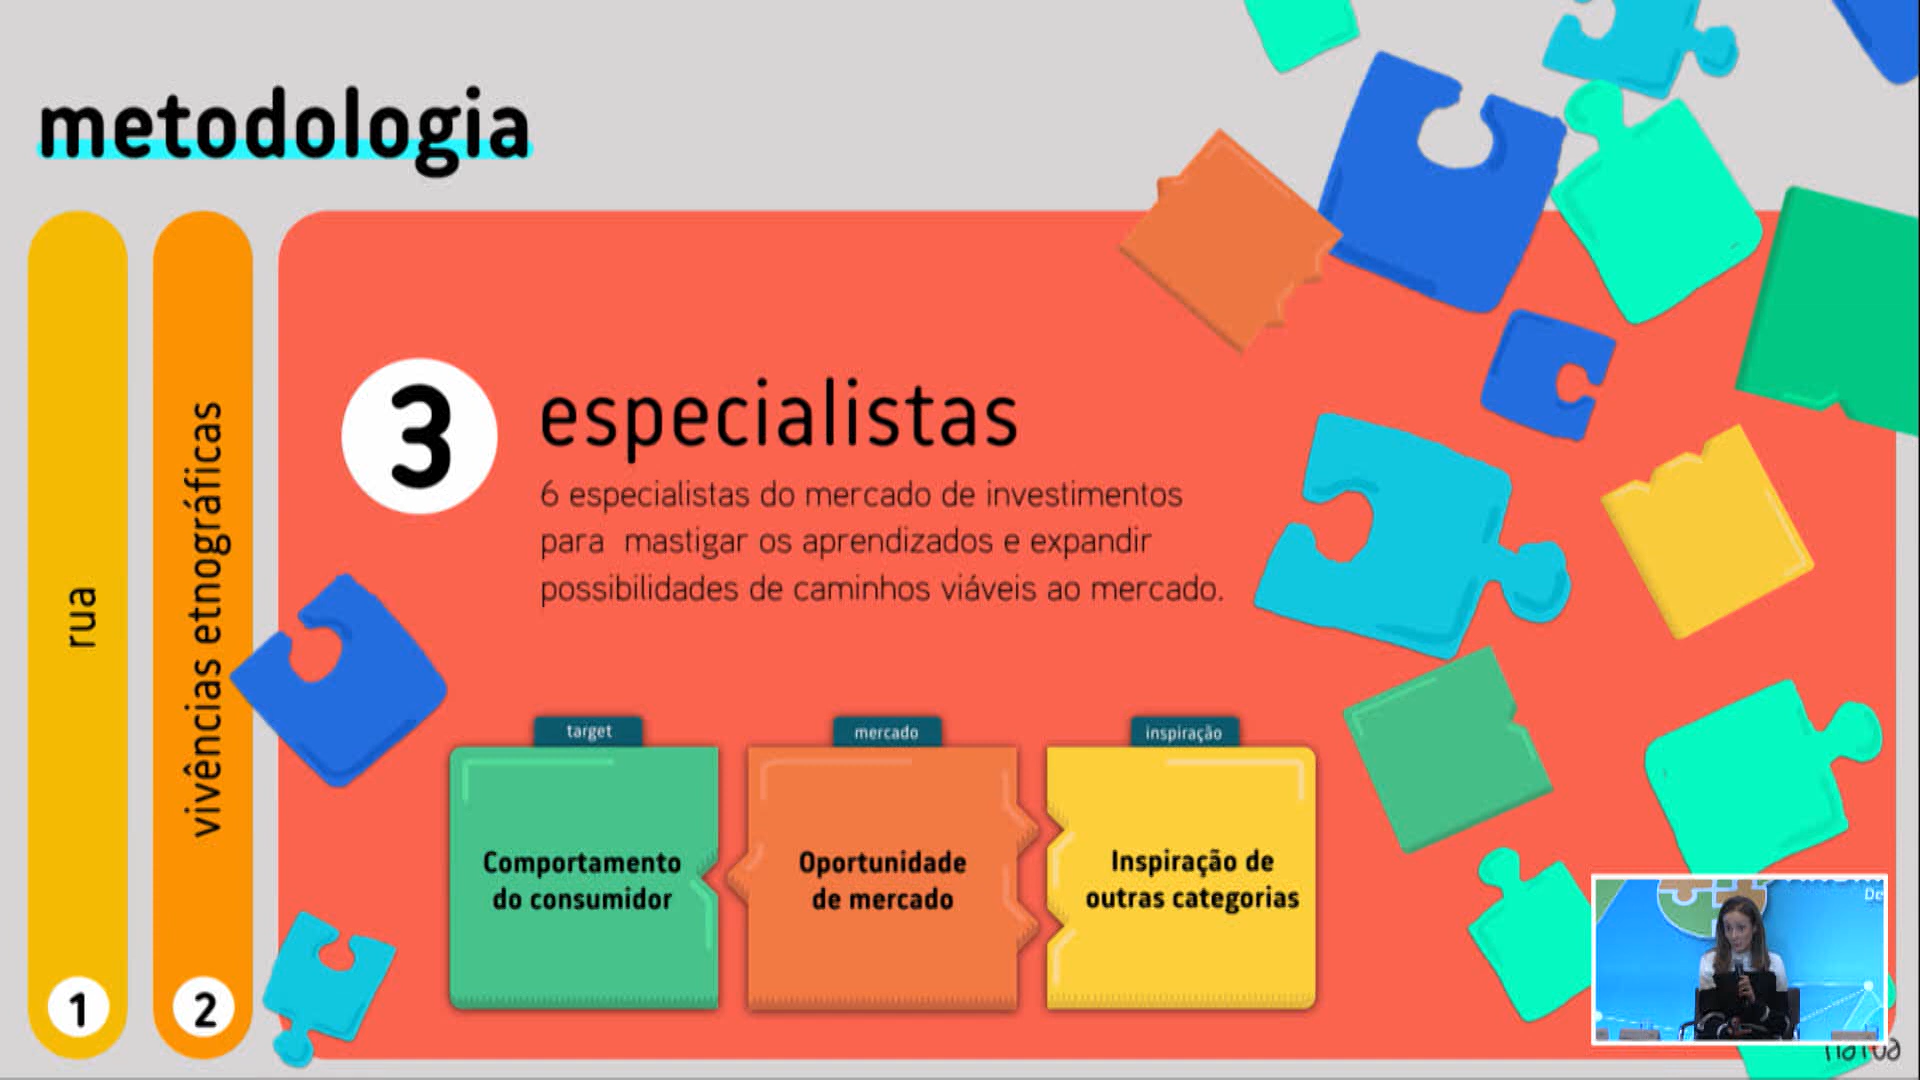 metodologia
rua
1
vivências etnográficas
2
3
especialistas
6 especialistas do mercado de investimentos
para mastigar os aprendizados e expandir
possibilidades de caminhos viáveis ao mercado.
target
Comportamento
do consumidor
mercado
Oportunidade
de mercado
inspiração
Inspiração de
outras categorias